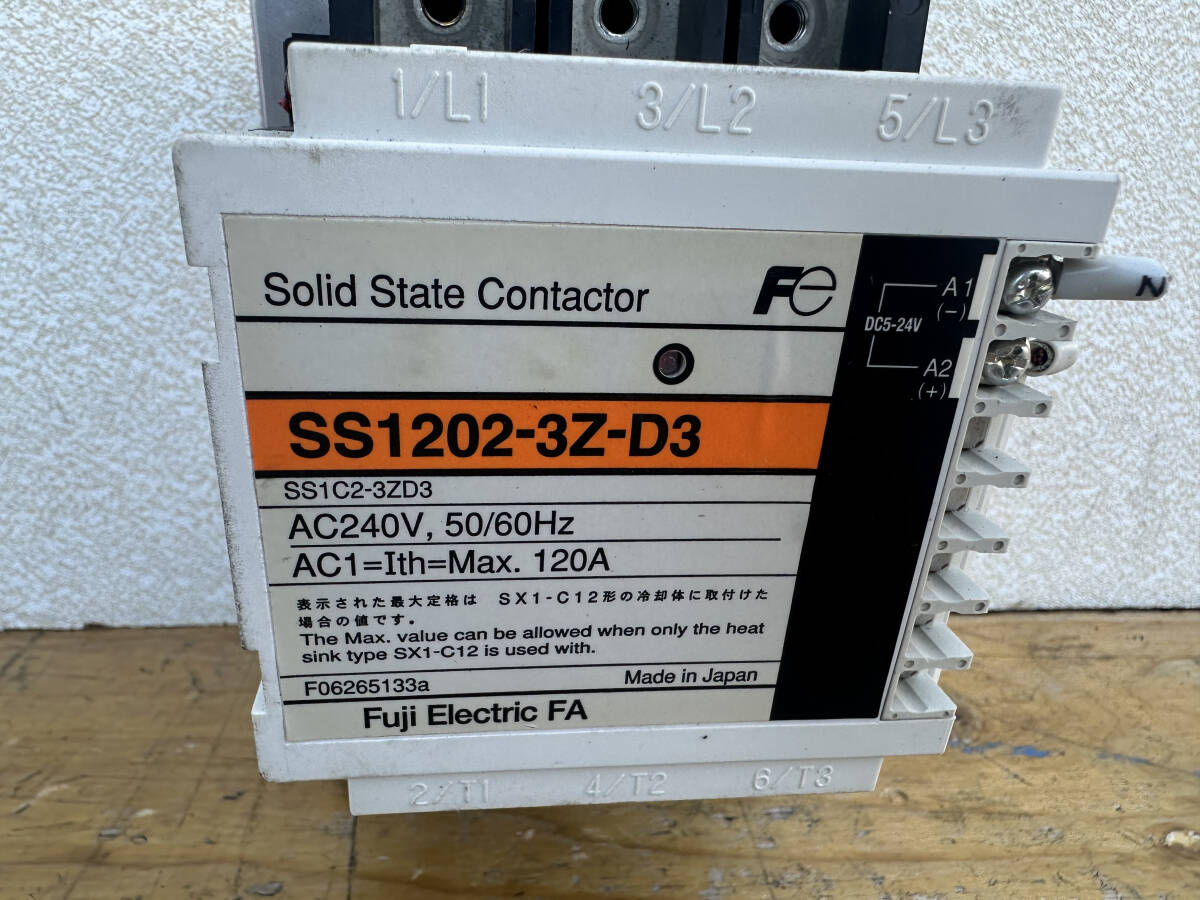 1/L1 3/L2 5/L3
Solid State Contactor
Fe
A1
(-)
DC5-24V
A2
(+)
N
SS1202-3Z-D3
SS1C2-3ZD3
AC240V, 50/60Hz
AC1=Ith=Max. 120A
表示された最大定格は SX1-C12形の冷却体に取付けた
場合の値です。
The Max. value can be allowed when only the heat
sink type SX1-C12 is used with.
F06265133a Made in Japan
Fuji Electric FA
2/T1 4/T2 6/T3